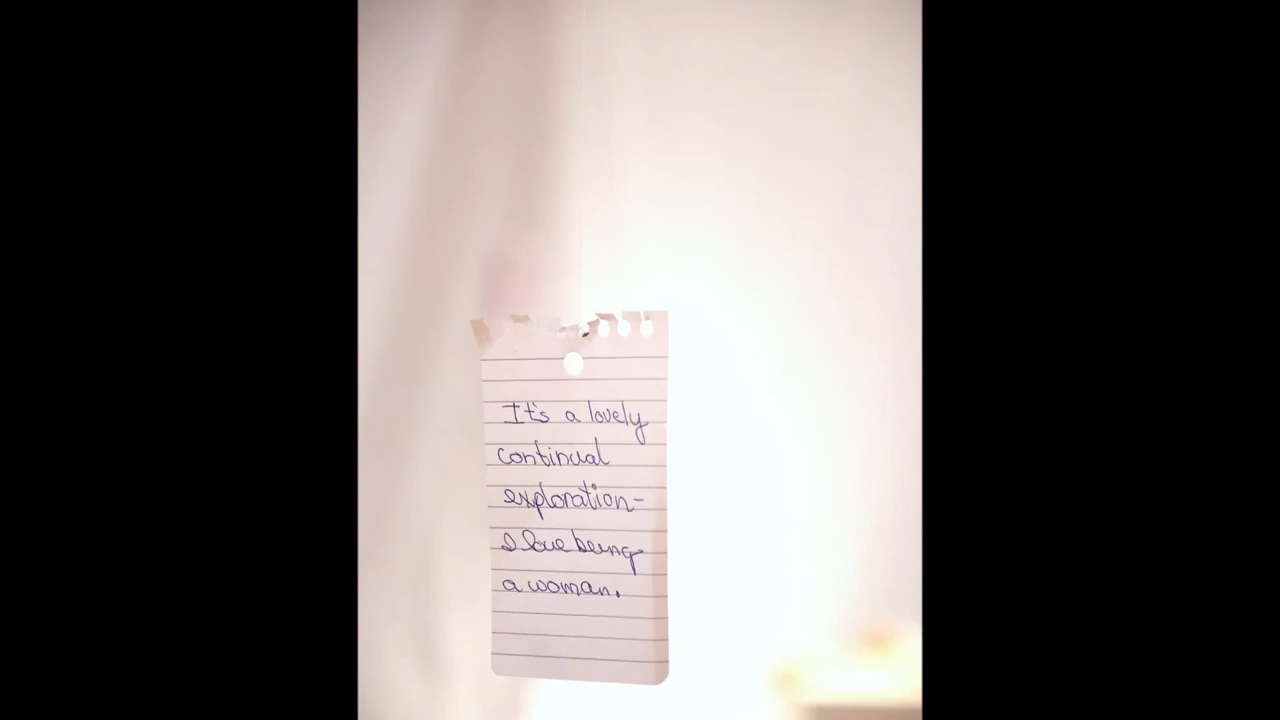 It's a lovely
continual
exploration-
I love being
a woman.